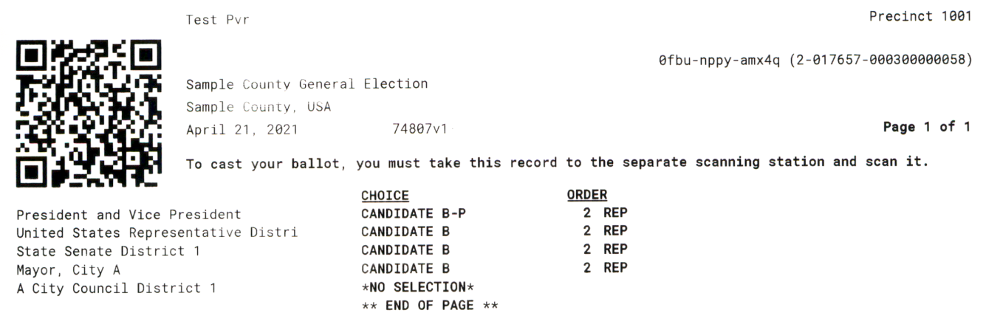 Test Pvr Precinct 1001
0fbu-nppy-amx4q (2-017657-000300000058)
Sample County General Election
Sample County, USA
April 21, 2021 74807v1 Page 1 of 1
To cast your ballot, you must take this record to the separate scanning station and scan it.
CHOICE ORDER
President and Vice President CANDIDATE B-P 2 REP
United States Representative Distri CANDIDATE B 2 REP
State Senate District 1 CANDIDATE B 2 REP
Mayor, City A CANDIDATE B 2 REP
A City Council District 1 *NO SELECTION*
** END OF PAGE **